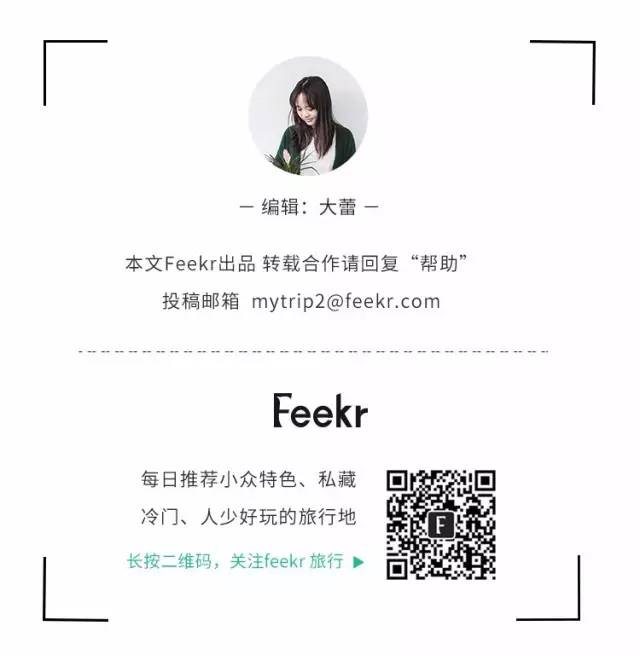 — 编辑：大蕾 —
本文Feekr出品 转载合作请回复“帮助”
投稿邮箱 mytrip2@feekr.com
Feekr
每日推荐小众特色、私藏
冷门、人少好玩的旅行地
F
长按二维码，关注feekr 旅行 ▶